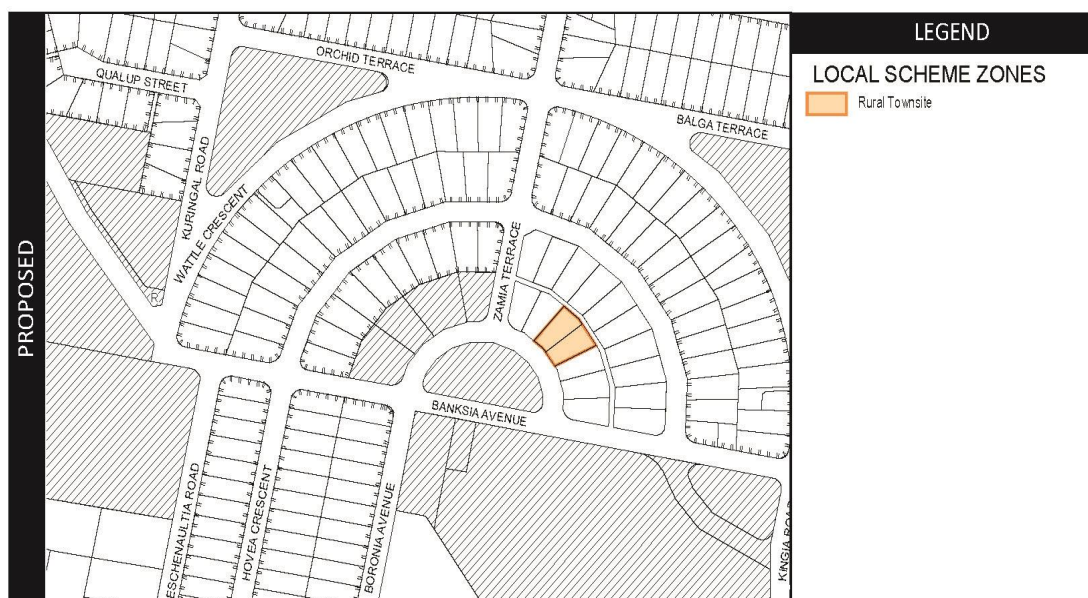 PROPOSED
ORCHID TERRACE
QUALUP STREET
BALGA TERRACE
KURINGAL ROAD
WATTLE CRESCENT
ZAMIA TERRACE
R
BANKSIA AVENUE
LESCHENAULTIA ROAD
HOVEA CRESCENT
BORONIA AVENUE
KINGIA ROAD
LEGEND
LOCAL SCHEME ZONES
Rural Townsite